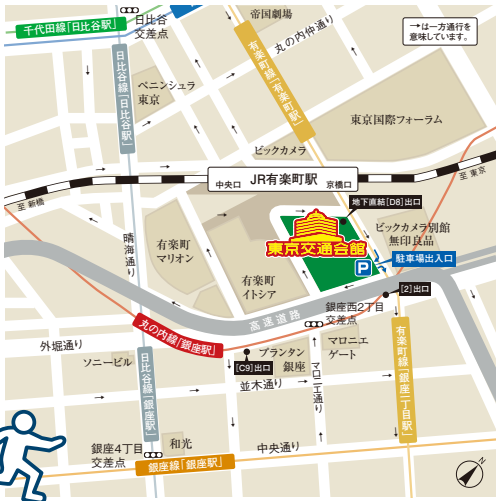 千代田線「日比谷駅」
日比谷
交差点
帝国劇場
丸の内仲通り
→は一方通行を
意味しています。
有楽町線「有楽町駅」
日比谷線「日比谷駅」
ペニンシュラ
東京
東京国際フォーラム
ビックカメラ
中央口
JR有楽町駅
京橋口
至 東京
至 新橋
地下直結[D8]出口
ビックカメラ別館
無印良品
東京交通会館
P
駐車場出入口
晴海通り
有楽町
マリオン
有楽町
イトシア
[2]出口
銀座西2丁目
交差点
高速道路
丸の内線「銀座駅」
外堀通り
ソニービル
プランタン
銀座
マロニエ
ゲート
[C9]出口
並木通り
マロニエ通り
有楽町線「銀座一丁目駅」
日比谷線「銀座駅」
銀座4丁目
交差点
和光
中央通り
銀座線「銀座駅」
N